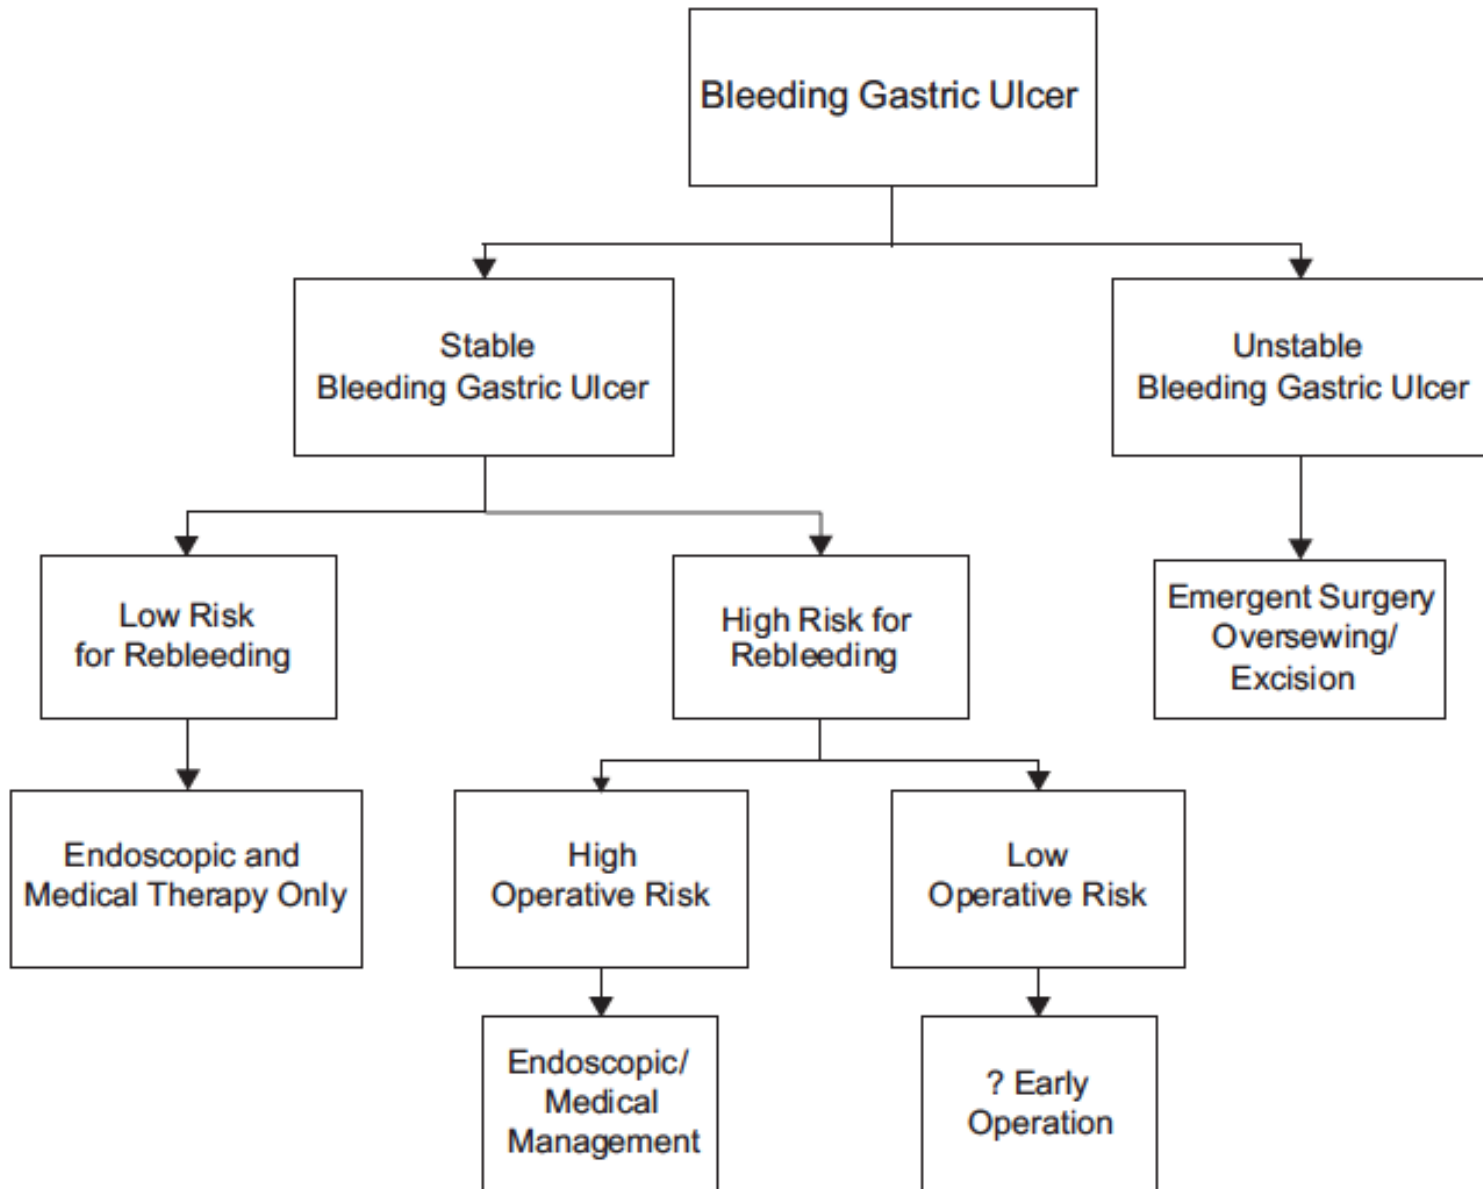 Bleeding Gastric Ulcer
Stable
Bleeding Gastric Ulcer
Unstable
Bleeding Gastric Ulcer
Low Risk
for Rebleeding
High Risk for
Rebleeding
Emergent Surgery
Oversewing/
Excision
Endoscopic and
Medical Therapy Only
High
Operative Risk
Low
Operative Risk
Endoscopic/
Medical
Management
? Early
Operation